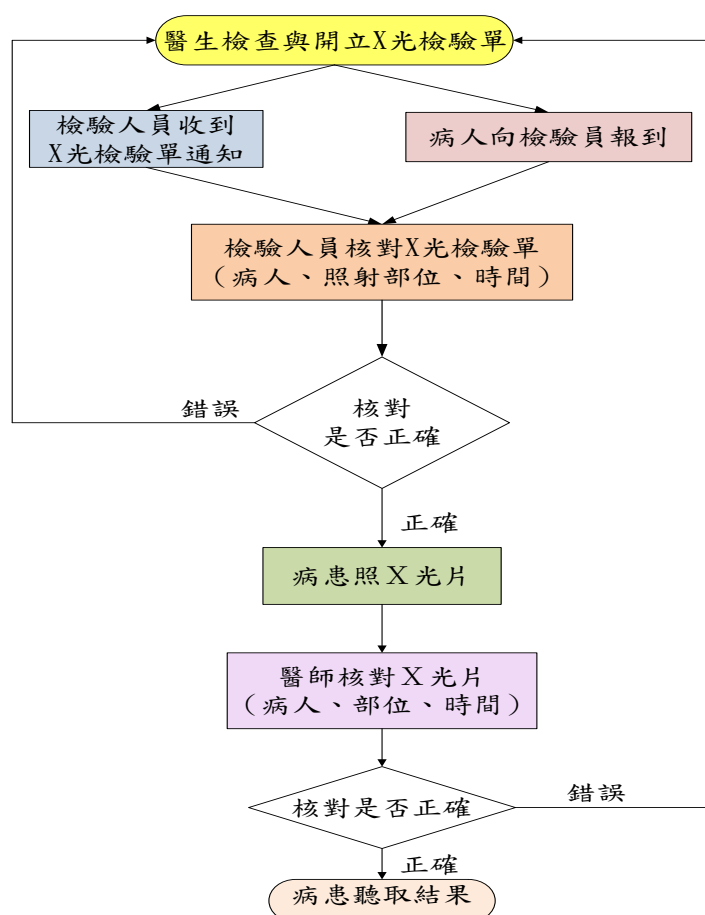 醫生檢查與開立X光檢驗單
檢驗人員收到
X光檢驗單通知
病人向檢驗員報到
檢驗人員核對X光檢驗單
（病人、照射部位、時間）
錯誤
核對
是否正確
正確
病患照X光片
醫師核對X光片
（病人、部位、時間）
核對是否正確
錯誤
正確
病患聽取結果